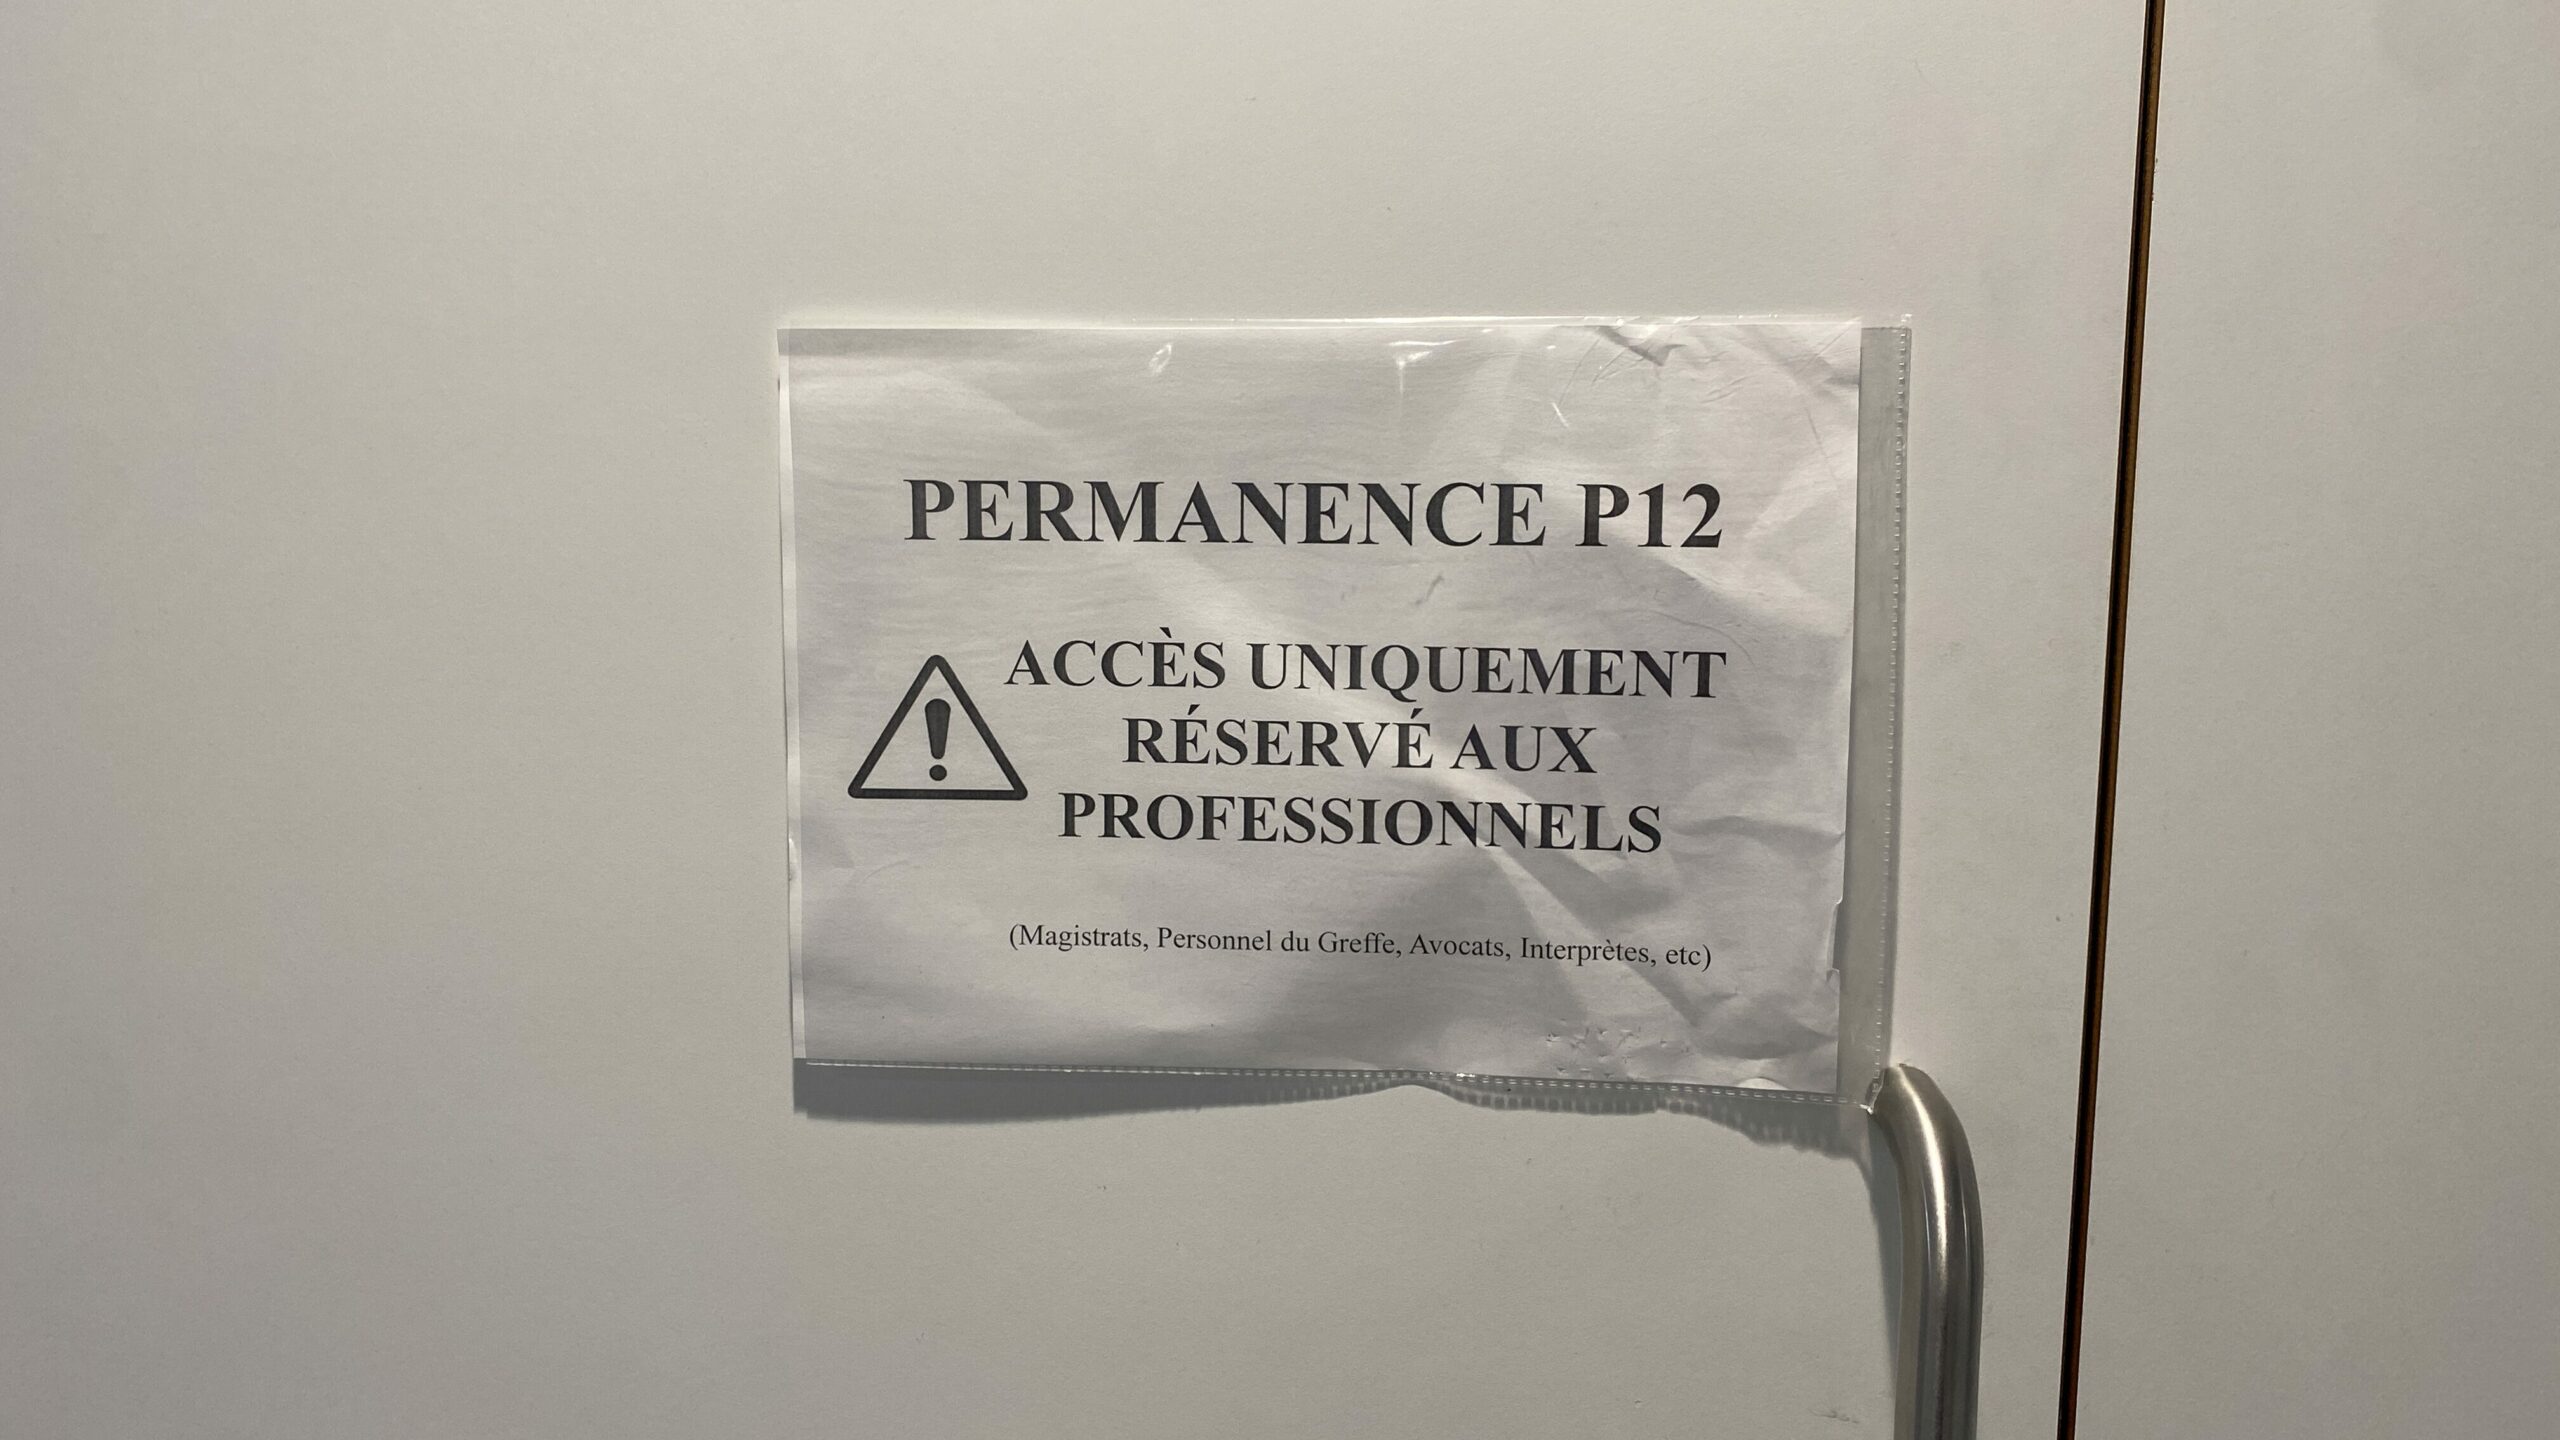 PERMANENCE P12
ACCÈS UNIQUEMENT
RÉSERVÉ AUX
PROFESSIONNELS
(Magistrats, Personnel du Greffe, Avocats, Interprètes, etc)